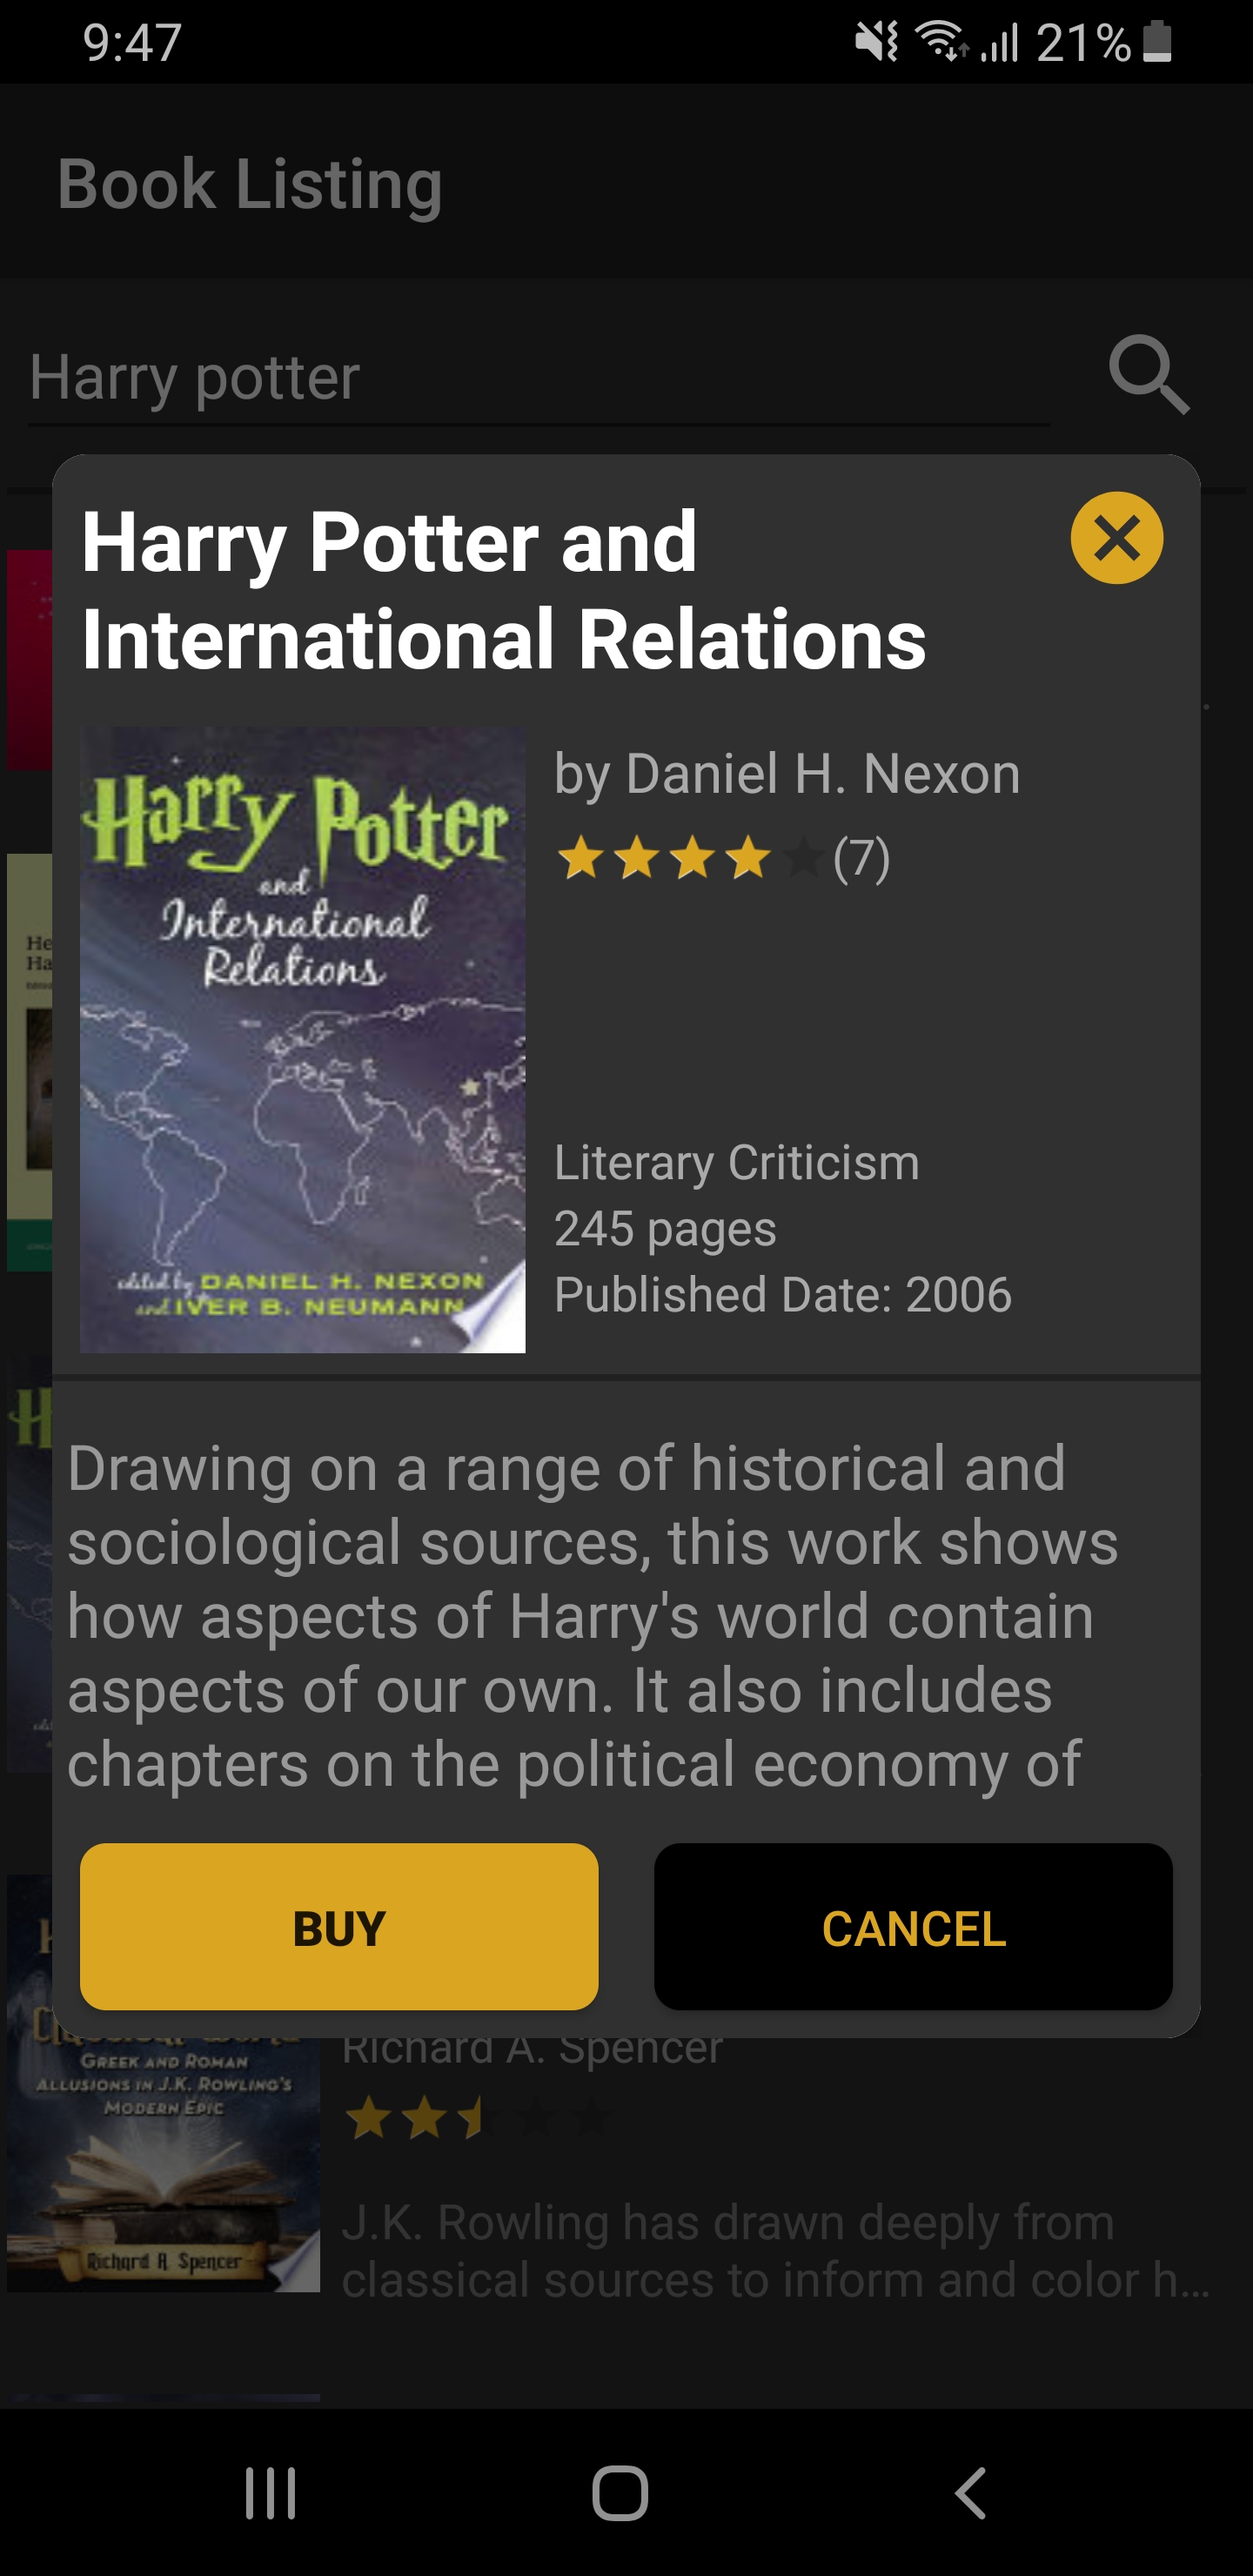 9:47
21%
Book Listing
Harry potter
Harry Potter and
International Relations
Harry Potter
and
International
Relations
edited by DANIEL H. NEXON
and IVER B. NEUMANN
by Daniel H. Nexon
(7)
Literary Criticism
245 pages
Published Date: 2006
Drawing on a range of historical and
sociological sources, this work shows
how aspects of Harry's world contain
aspects of our own. It also includes
chapters on the political economy of
BUY
CANCEL
He
Ha
GREEK AND ROMAN
ALLUSIONS IN J.K. ROWLING'S
MODERN EPIC
Richard A. Spencer
Richard A. Spencer
J.K. Rowling has drawn deeply from
classical sources to inform and color h...